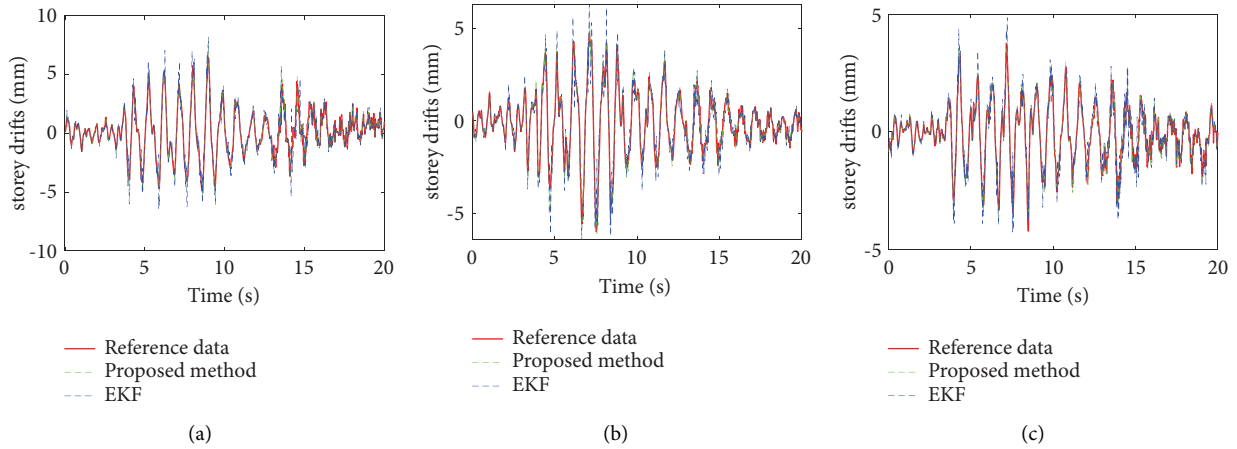 10
5
0
-5
-10
storey drifts (mm)
0 5 10 15 20
Time (s)
Reference data
Proposed method
EKF
(a)
5
0
-5
storey drifts (mm)
0 5 10 15 20
Time (s)
Reference data
Proposed method
EKF
(b)
5
0
-5
storey drifts (mm)
0 5 10 15 20
Time (s)
Reference data
Proposed method
EKF
(c)